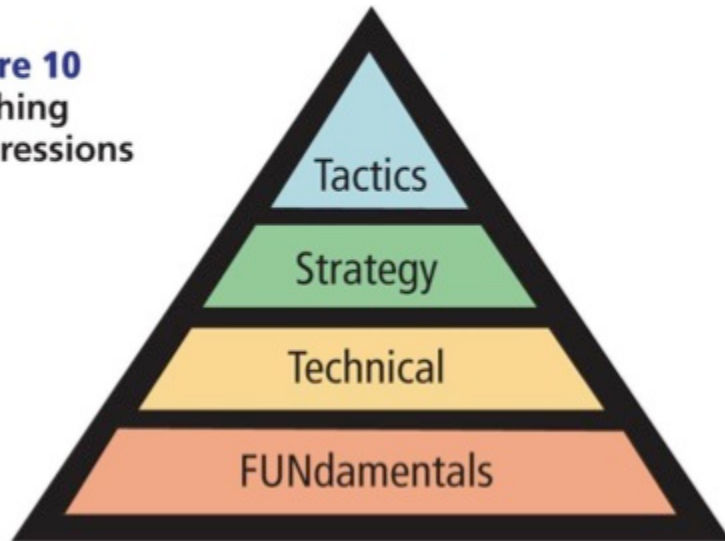 re 10
hing
ressions
Tactics
Strategy
Technical
FUNdamentals